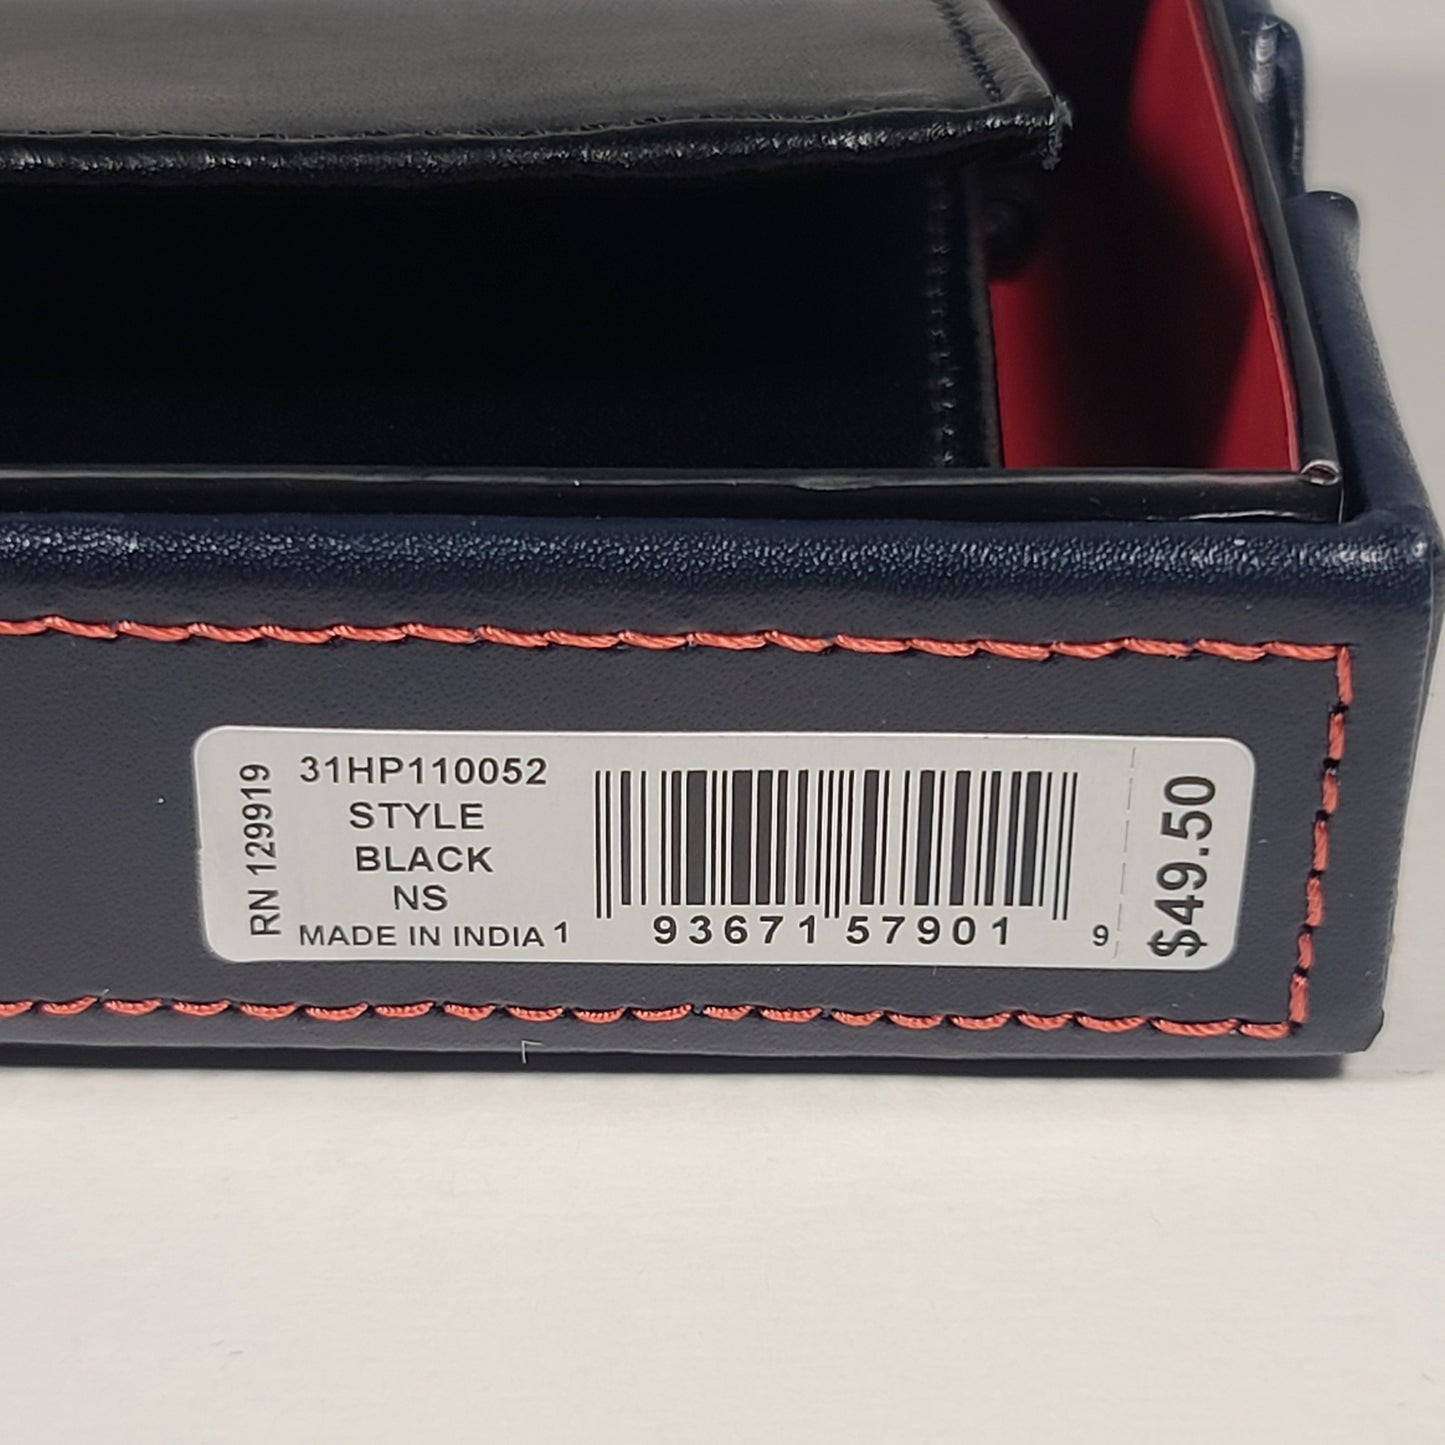 RN 129919
31HP110052
STYLE
BLACK
NS
MADE IN INDIA
1 93671 57901 9
$49.50